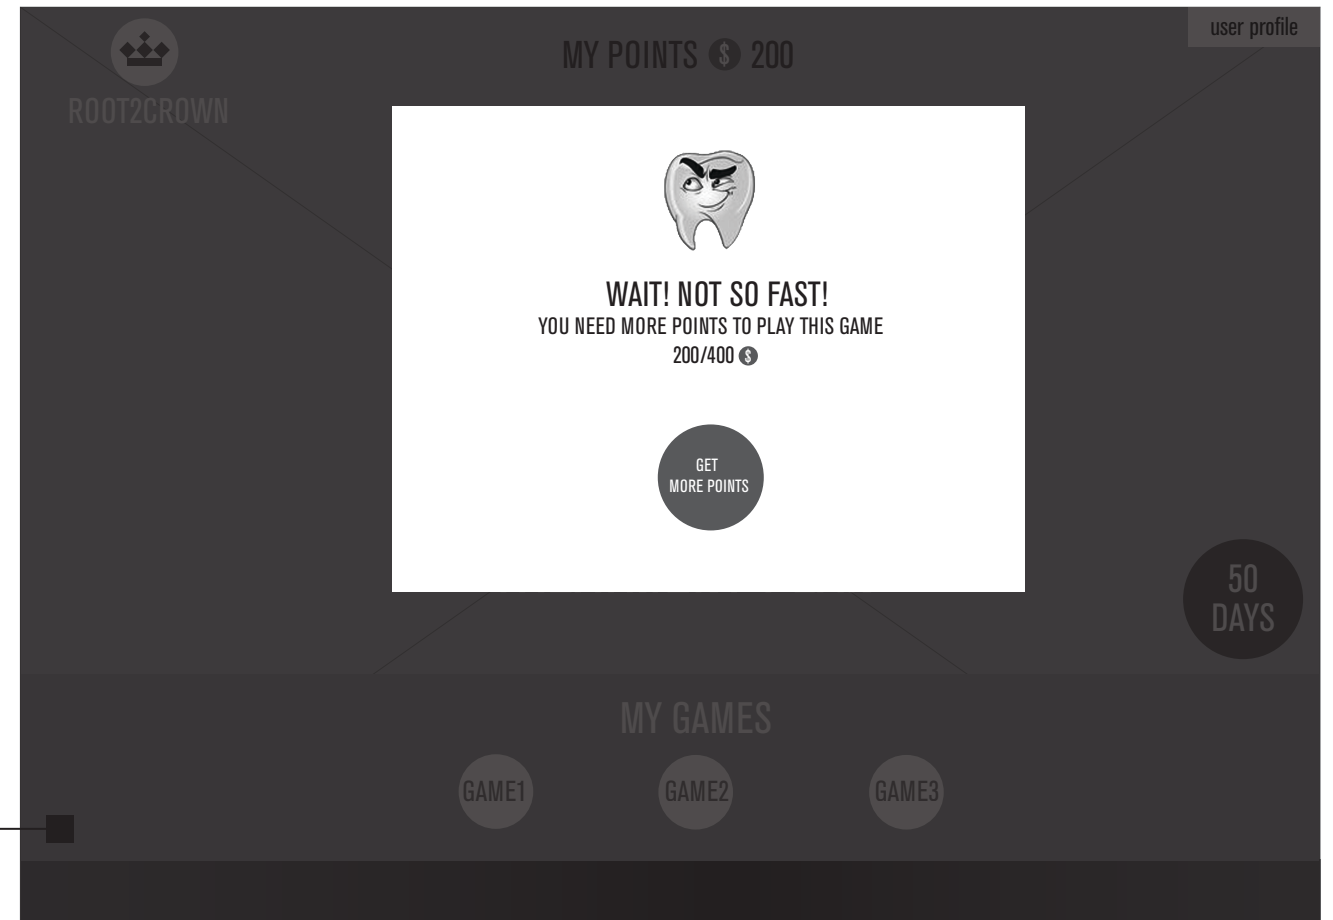 user profile
MY POINTS $ 200
ROOT2CROWN
WAIT! NOT SO FAST!
YOU NEED MORE POINTS TO PLAY THIS GAME
200/400 $
GET
MORE POINTS
50
DAYS
MY GAMES
GAME1 GAME2 GAME3